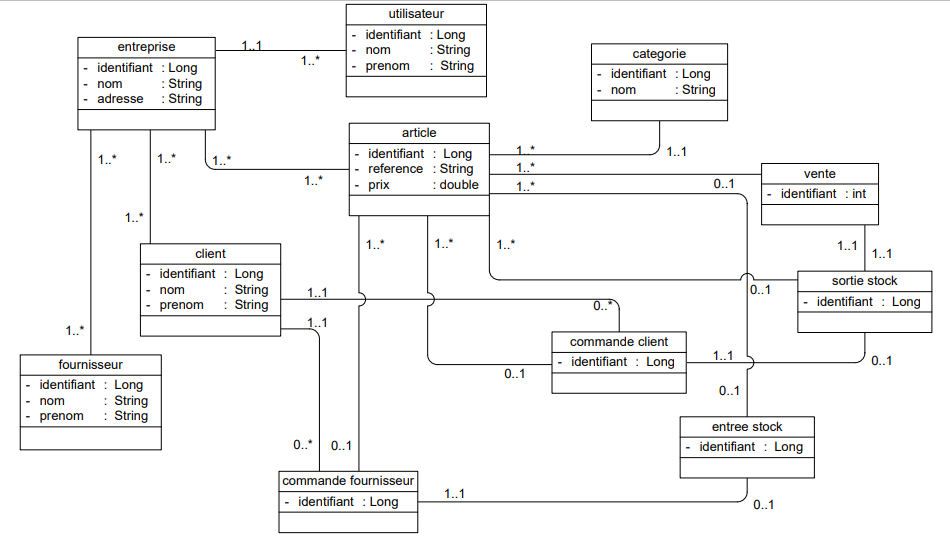 utilisateur
- identifiant : Long
- nom : String
- prenom : String
entreprise
- identifiant : Long
- nom : String
- adresse : String
1..1
1..*
categorie
- identifiant : Long
- nom : String
article
- identifiant : Long
- reference : String
- prix : double
1..*
1..1
1..*
1..*
1..*
1..*
1..*
1..*
0..1
vente
- identifiant : int
1..*
1..*
1..*
1..*
1..1
1..1
client
- identifiant : Long
- nom : String
- prenom : String
sortie stock
- identifiant : Long
0..1
1..1
0..*
1..1
1..*
commande client
- identifiant : Long
1..1
0..1
0..1
fournisseur
- identifiant : Long
- nom : String
- prenom : String
0..1
entree stock
- identifiant : Long
0..*
0..1
commande fournisseur
- identifiant : Long
1..1
0..1